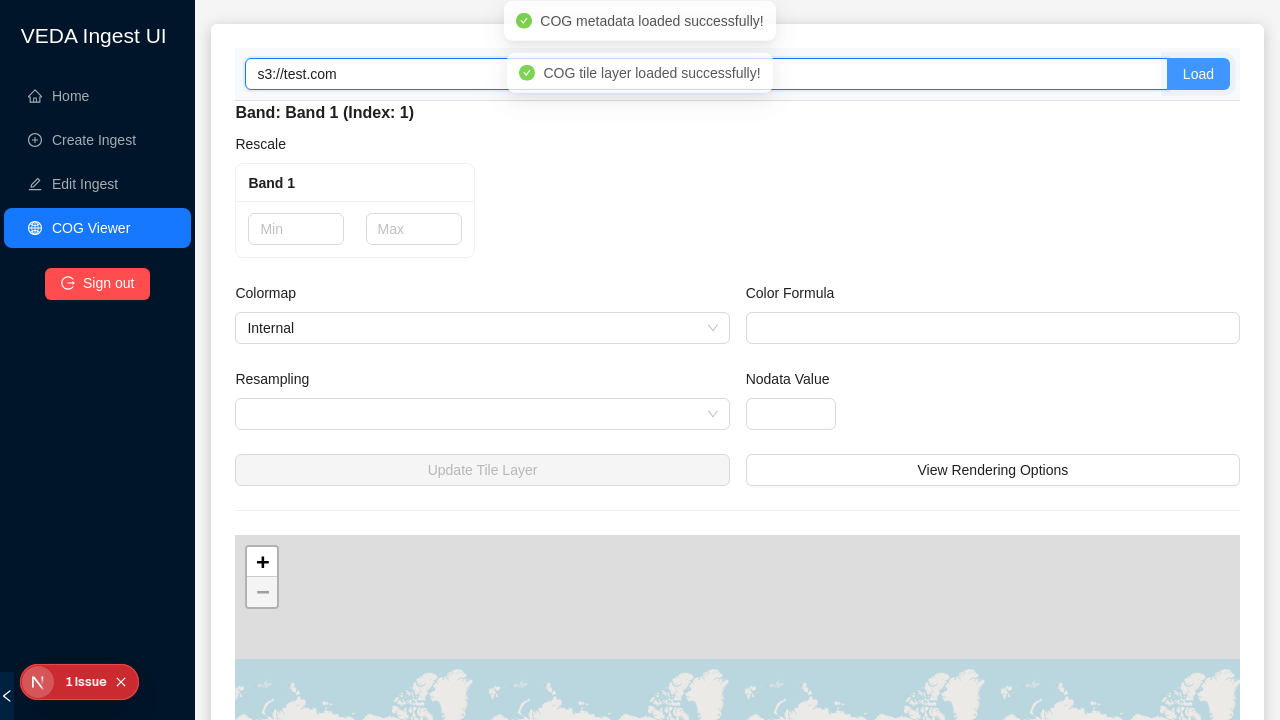 VEDA Ingest UI
Home
Create Ingest
Edit Ingest
COG Viewer
Sign out
1 Issue
COG metadata loaded successfully!
COG tile layer loaded successfully!
s3://test.com
Load
Band: Band 1 (Index: 1)
Rescale
Band 1
Min Max
Colormap Color Formula
Internal
Resampling Nodata Value
Update Tile Layer View Rendering Options
+
−